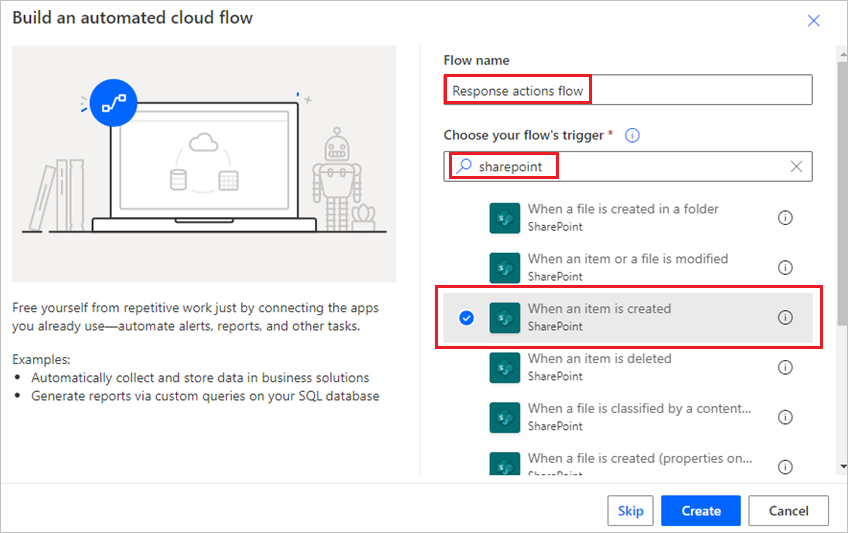 Build an automated cloud flow
Free yourself from repetitive work just by connecting the apps
you already use—automate alerts, reports, and other tasks.
Examples:
• Automatically collect and store data in business solutions
• Generate reports via custom queries on your SQL database
Flow name
Response actions flow
Choose your flow's trigger *
sharepoint
When a file is created in a folder
SharePoint
When an item or a file is modified
SharePoint
When an item is created
SharePoint
When an item is deleted
SharePoint
When a file is classified by a content...
SharePoint
When a file is created (properties on...
SharePoint
Skip
Create
Cancel